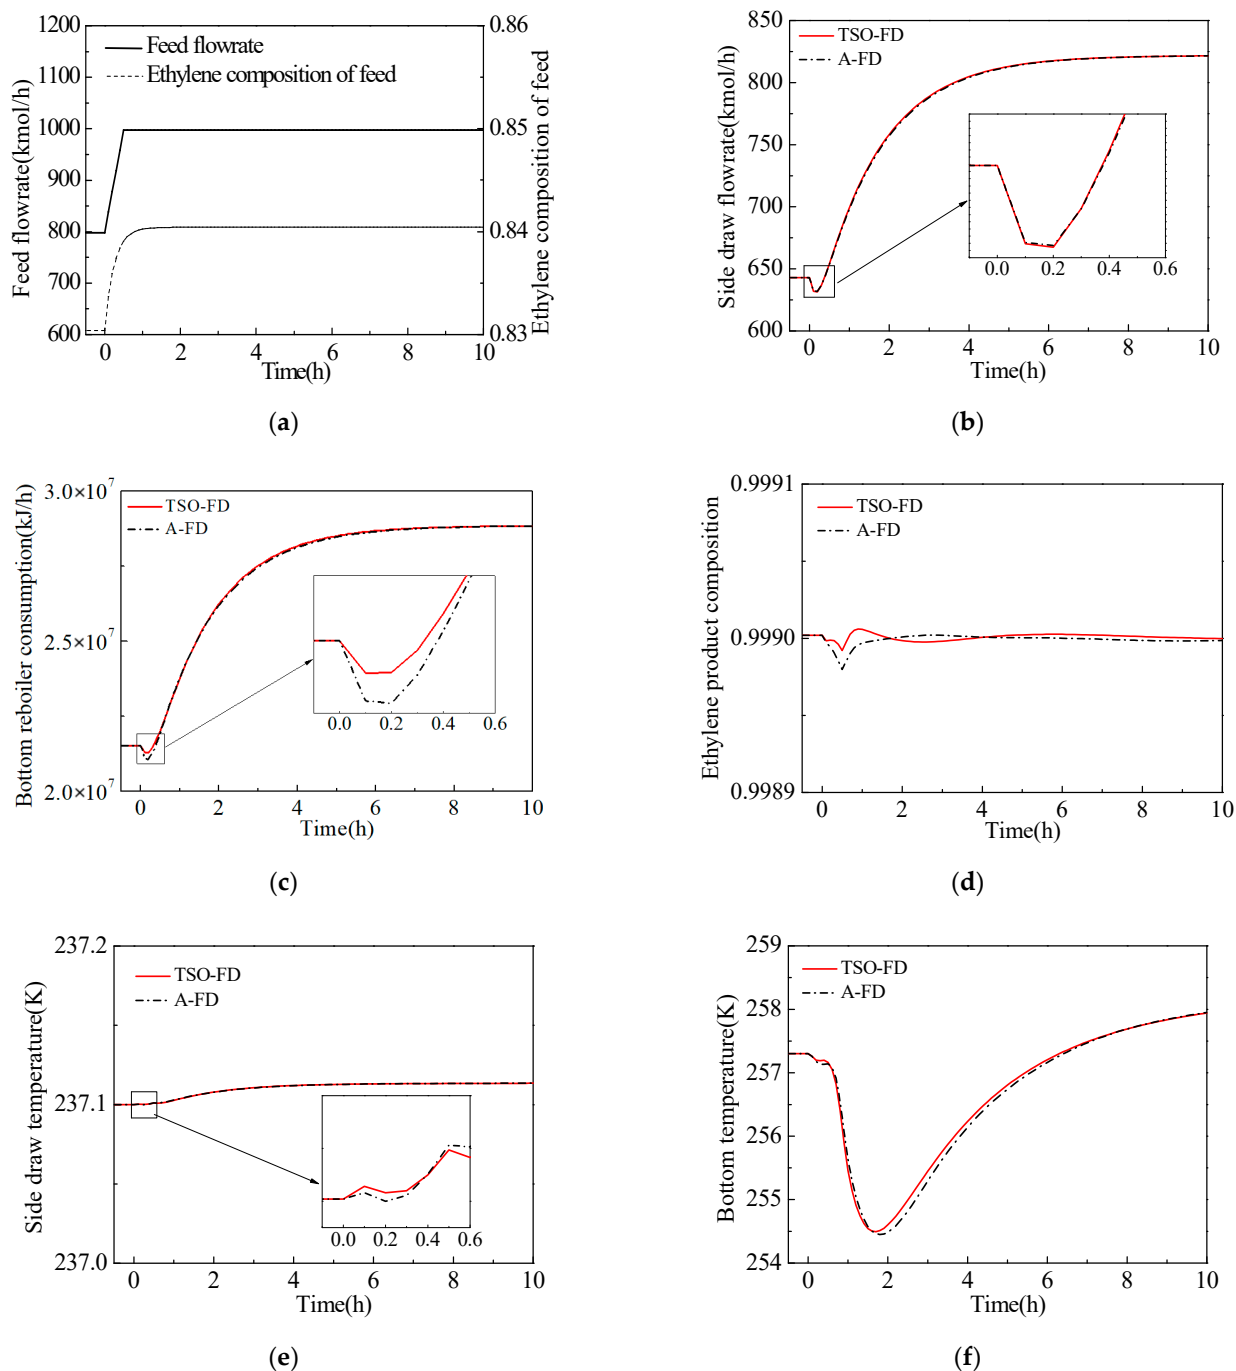 1200
1100
1000
900
800
700
600
Feed flowrate(kmol/h)
Feed flowrate
Ethylene composition of feed
0.86
0.85
0.84
0.83
Ethylene composition of feed
0 2 4 6 8 10
Time(h)
(a)
850
800
750
700
650
600
Side draw flowrate(kmol/h)
TSO-FD
A-FD
0.0 0.2 0.4 0.6
0 2 4 6 8 10
Time(h)
(b)
3.0×10⁷
2.5×10⁷
2.0×10⁷
Bottom reboiler consumption(kJ/h)
TSO-FD
A-FD
0.0 0.2 0.4 0.6
0 2 4 6 8 10
Time(h)
(c)
0.9991
0.9990
0.9989
Ethylene product composition
TSO-FD
A-FD
0 2 4 6 8 10
Time(h)
(d)
237.2
237.1
237.0
Side draw temperature(K)
TSO-FD
A-FD
0.0 0.2 0.4 0.6
0 2 4 6 8 10
Time(h)
(e)
259
258
257
256
255
254
Bottom temperature(K)
TSO-FD
A-FD
0 2 4 6 8 10
Time(h)
(f)